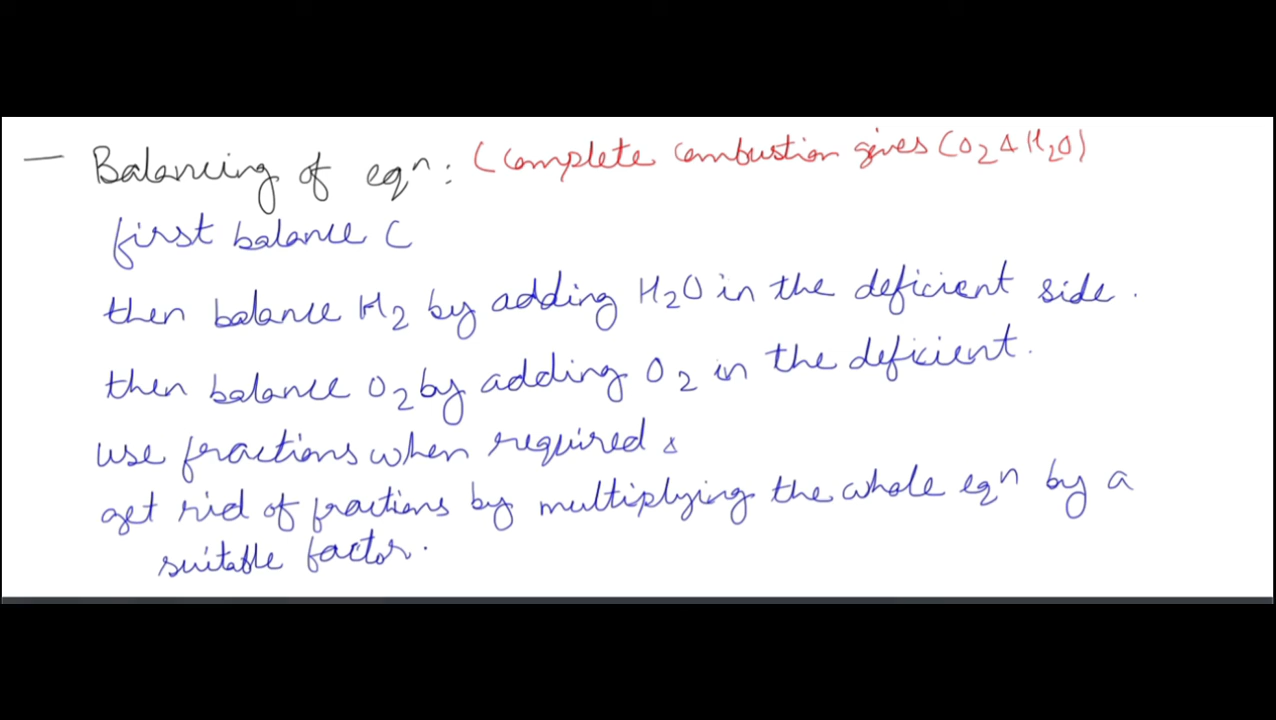 — Balancing of eqn : (complete combustion gives CO2 & H2O)
first balance C
then balance H2 by adding H2O in the deficient side.
then balance O2 by adding O2 in the deficient.
use fractions when required &
get rid of fractions by multiplying the whole eqn by a
suitable factor.